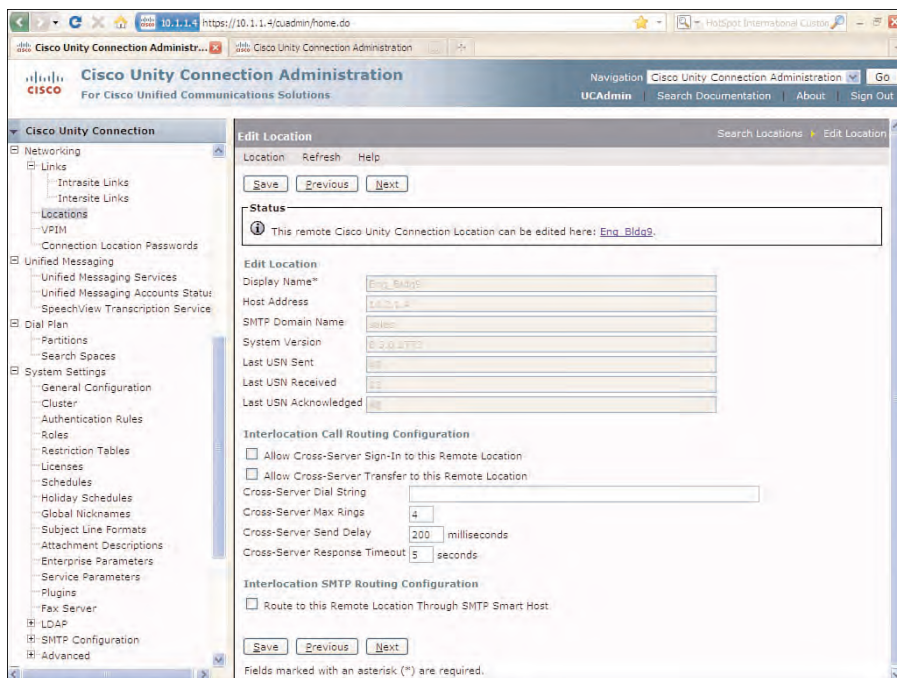 10.1.1.4 https://10.1.1.4/cuadmin/home.do
HotSpot International Custom
Cisco Unity Connection Administr...
Cisco Unity Connection Administration
cisco
Cisco Unity Connection Administration
For Cisco Unified Communications Solutions
Navigation Cisco Unity Connection Administration Go
UCAdmin Search Documentation About Sign Out
Cisco Unity Connection
Networking
Links
Intrasite Links
Intersite Links
Locations
VPIM
Connection Location Passwords
Unified Messaging
Unified Messaging Services
Unified Messaging Accounts Status
SpeechView Transcription Service
Dial Plan
Partitions
Search Spaces
System Settings
General Configuration
Cluster
Authentication Rules
Roles
Restriction Tables
Licenses
Schedules
Holiday Schedules
Global Nicknames
Subject Line Formats
Attachment Descriptions
Enterprise Parameters
Service Parameters
Plugins
Fax Server
LDAP
SMTP Configuration
Advanced
Edit Location
Search Locations Edit Location
Location Refresh Help
Save Previous Next
Status
This remote Cisco Unity Connection Location can be edited here: Eng_Bldg9.
Edit Location
Display Name* Eng_Bldg9
Host Address
SMTP Domain Name
System Version
Last USN Sent
Last USN Received
Last USN Acknowledged
Interlocation Call Routing Configuration
Allow Cross-Server Sign-In to this Remote Location
Allow Cross-Server Transfer to this Remote Location
Cross-Server Dial String
Cross-Server Max Rings 4
Cross-Server Send Delay 200 milliseconds
Cross-Server Response Timeout 5 seconds
Interlocation SMTP Routing Configuration
Route to this Remote Location Through SMTP Smart Host
Save Previous Next
Fields marked with an asterisk (*) are required.